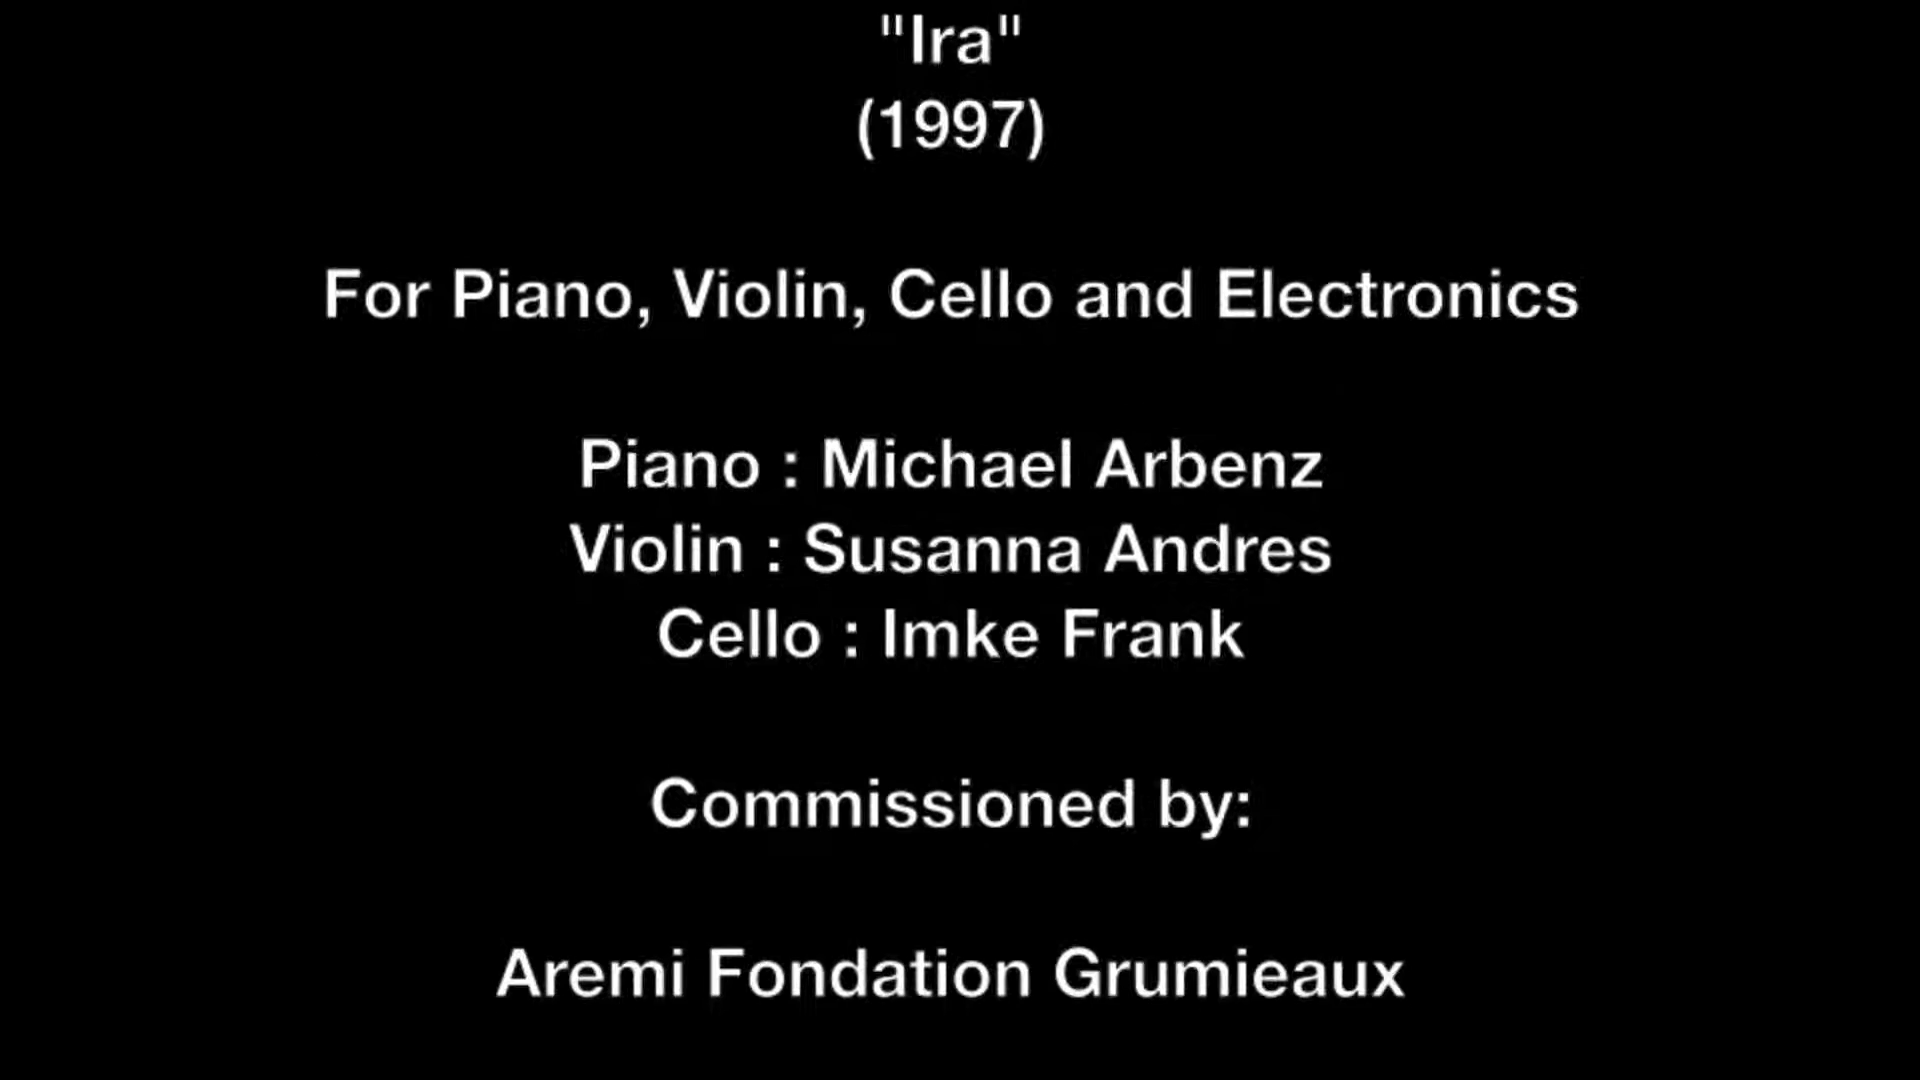 "Ira"
(1997)
For Piano, Violin, Cello and Electronics
Piano : Michael Arbenz
Violin : Susanna Andres
Cello : Imke Frank
Commissioned by:
Aremi Fondation Grumieaux